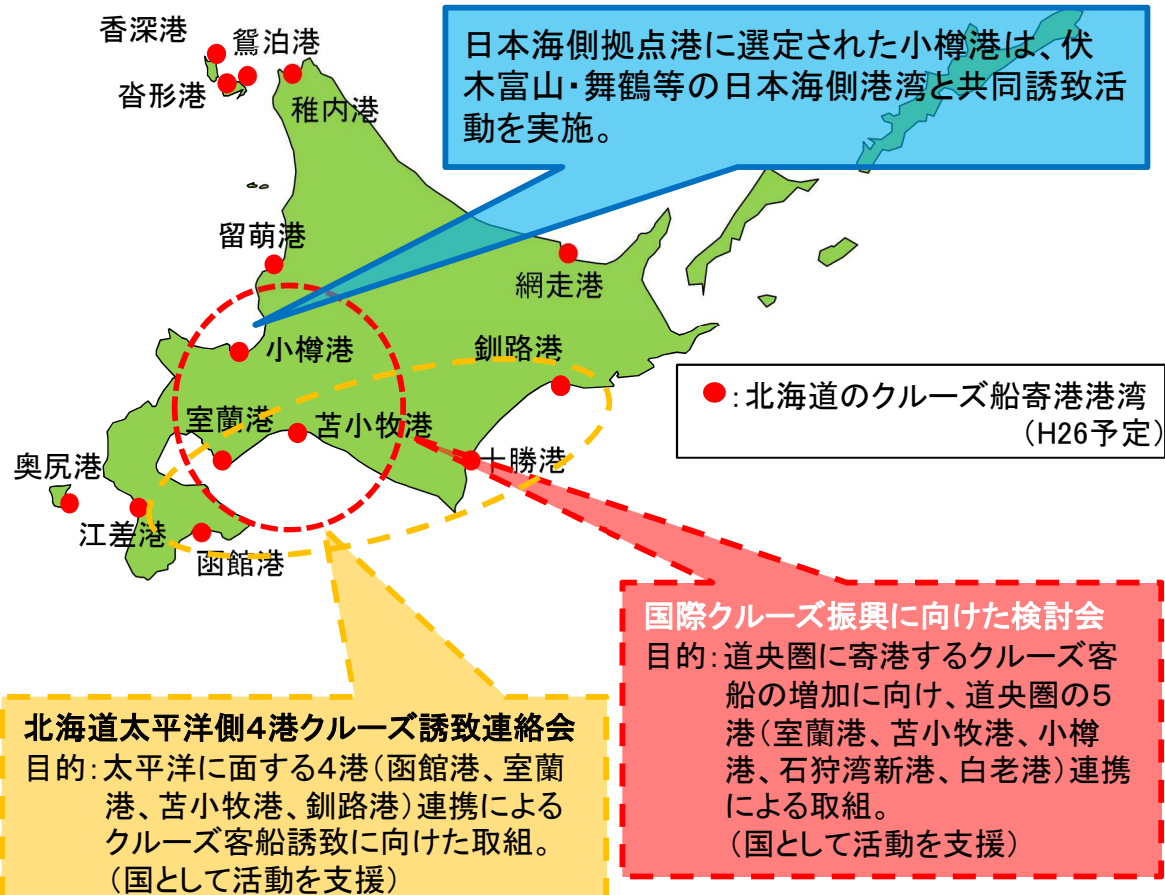 香深港
鴛泊港
沓形港
稚内港
日本海側拠点港に選定された小樽港は、伏
木富山・舞鶴等の日本海側港湾と共同誘致活
動を実施。
留萌港
網走港
小樽港
釧路港
●:北海道のクルーズ船寄港港湾
(H26予定)
室蘭港
苫小牧港
十勝港
奥尻港
江差港
函館港
国際クルーズ振興に向けた検討会
目的:道央圏に寄港するクルーズ客
船の増加に向け、道央圏の5
港(室蘭港、苫小牧港、小樽
港、石狩湾新港、白老港)連携
による取組。
(国として活動を支援)
北海道太平洋側4港クルーズ誘致連絡会
目的:太平洋に面する4港(函館港、室蘭
港、苫小牧港、釧路港)連携による
クルーズ客船誘致に向けた取組。
(国として活動を支援)